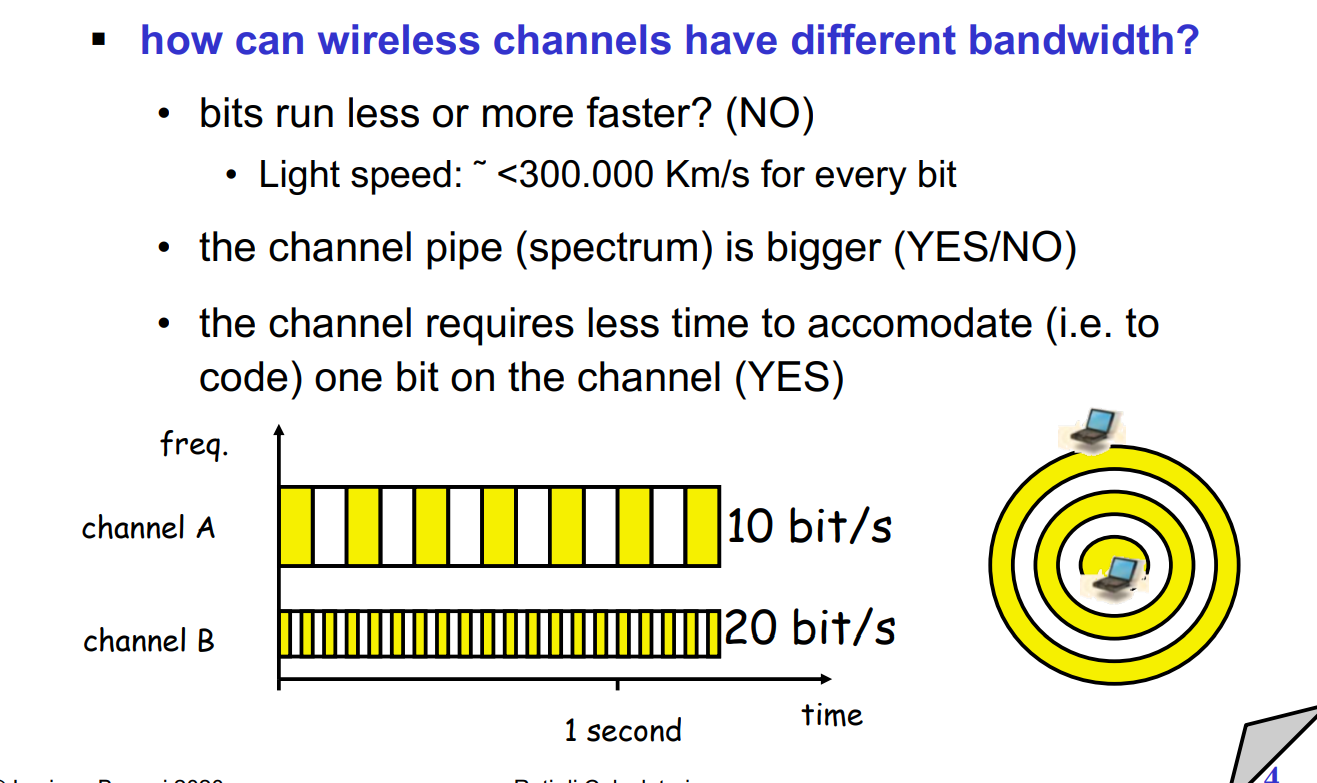 ▪ how can wireless channels have different bandwidth?
• bits run less or more faster? (NO)
• Light speed: ˜ <300.000 Km/s for every bit
• the channel pipe (spectrum) is bigger (YES/NO)
• the channel requires less time to accomodate (i.e. to
code) one bit on the channel (YES)
freq.
channel A
10 bit/s
channel B
20 bit/s
1 second
time
4